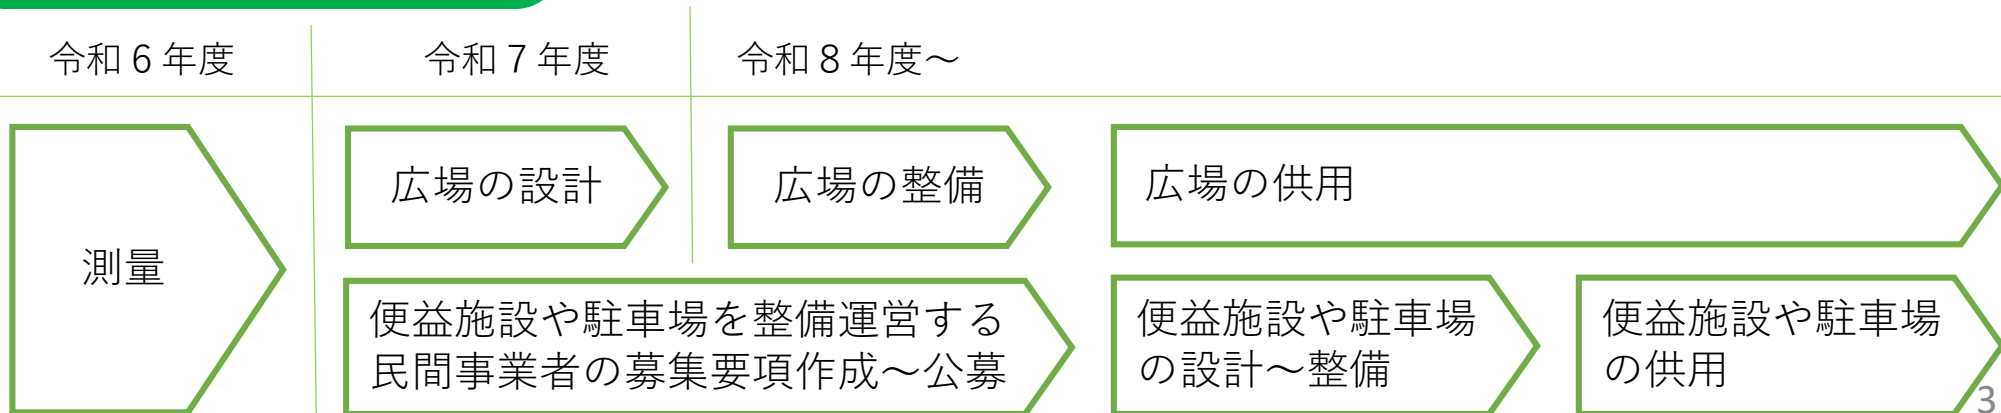 令和６年度
令和７年度
令和８年度～
測量
広場の設計
広場の整備
広場の供用
便益施設や駐車場を整備運営する
民間事業者の募集要項作成～公募
便益施設や駐車場
の設計～整備
便益施設や駐車場
の供用
3